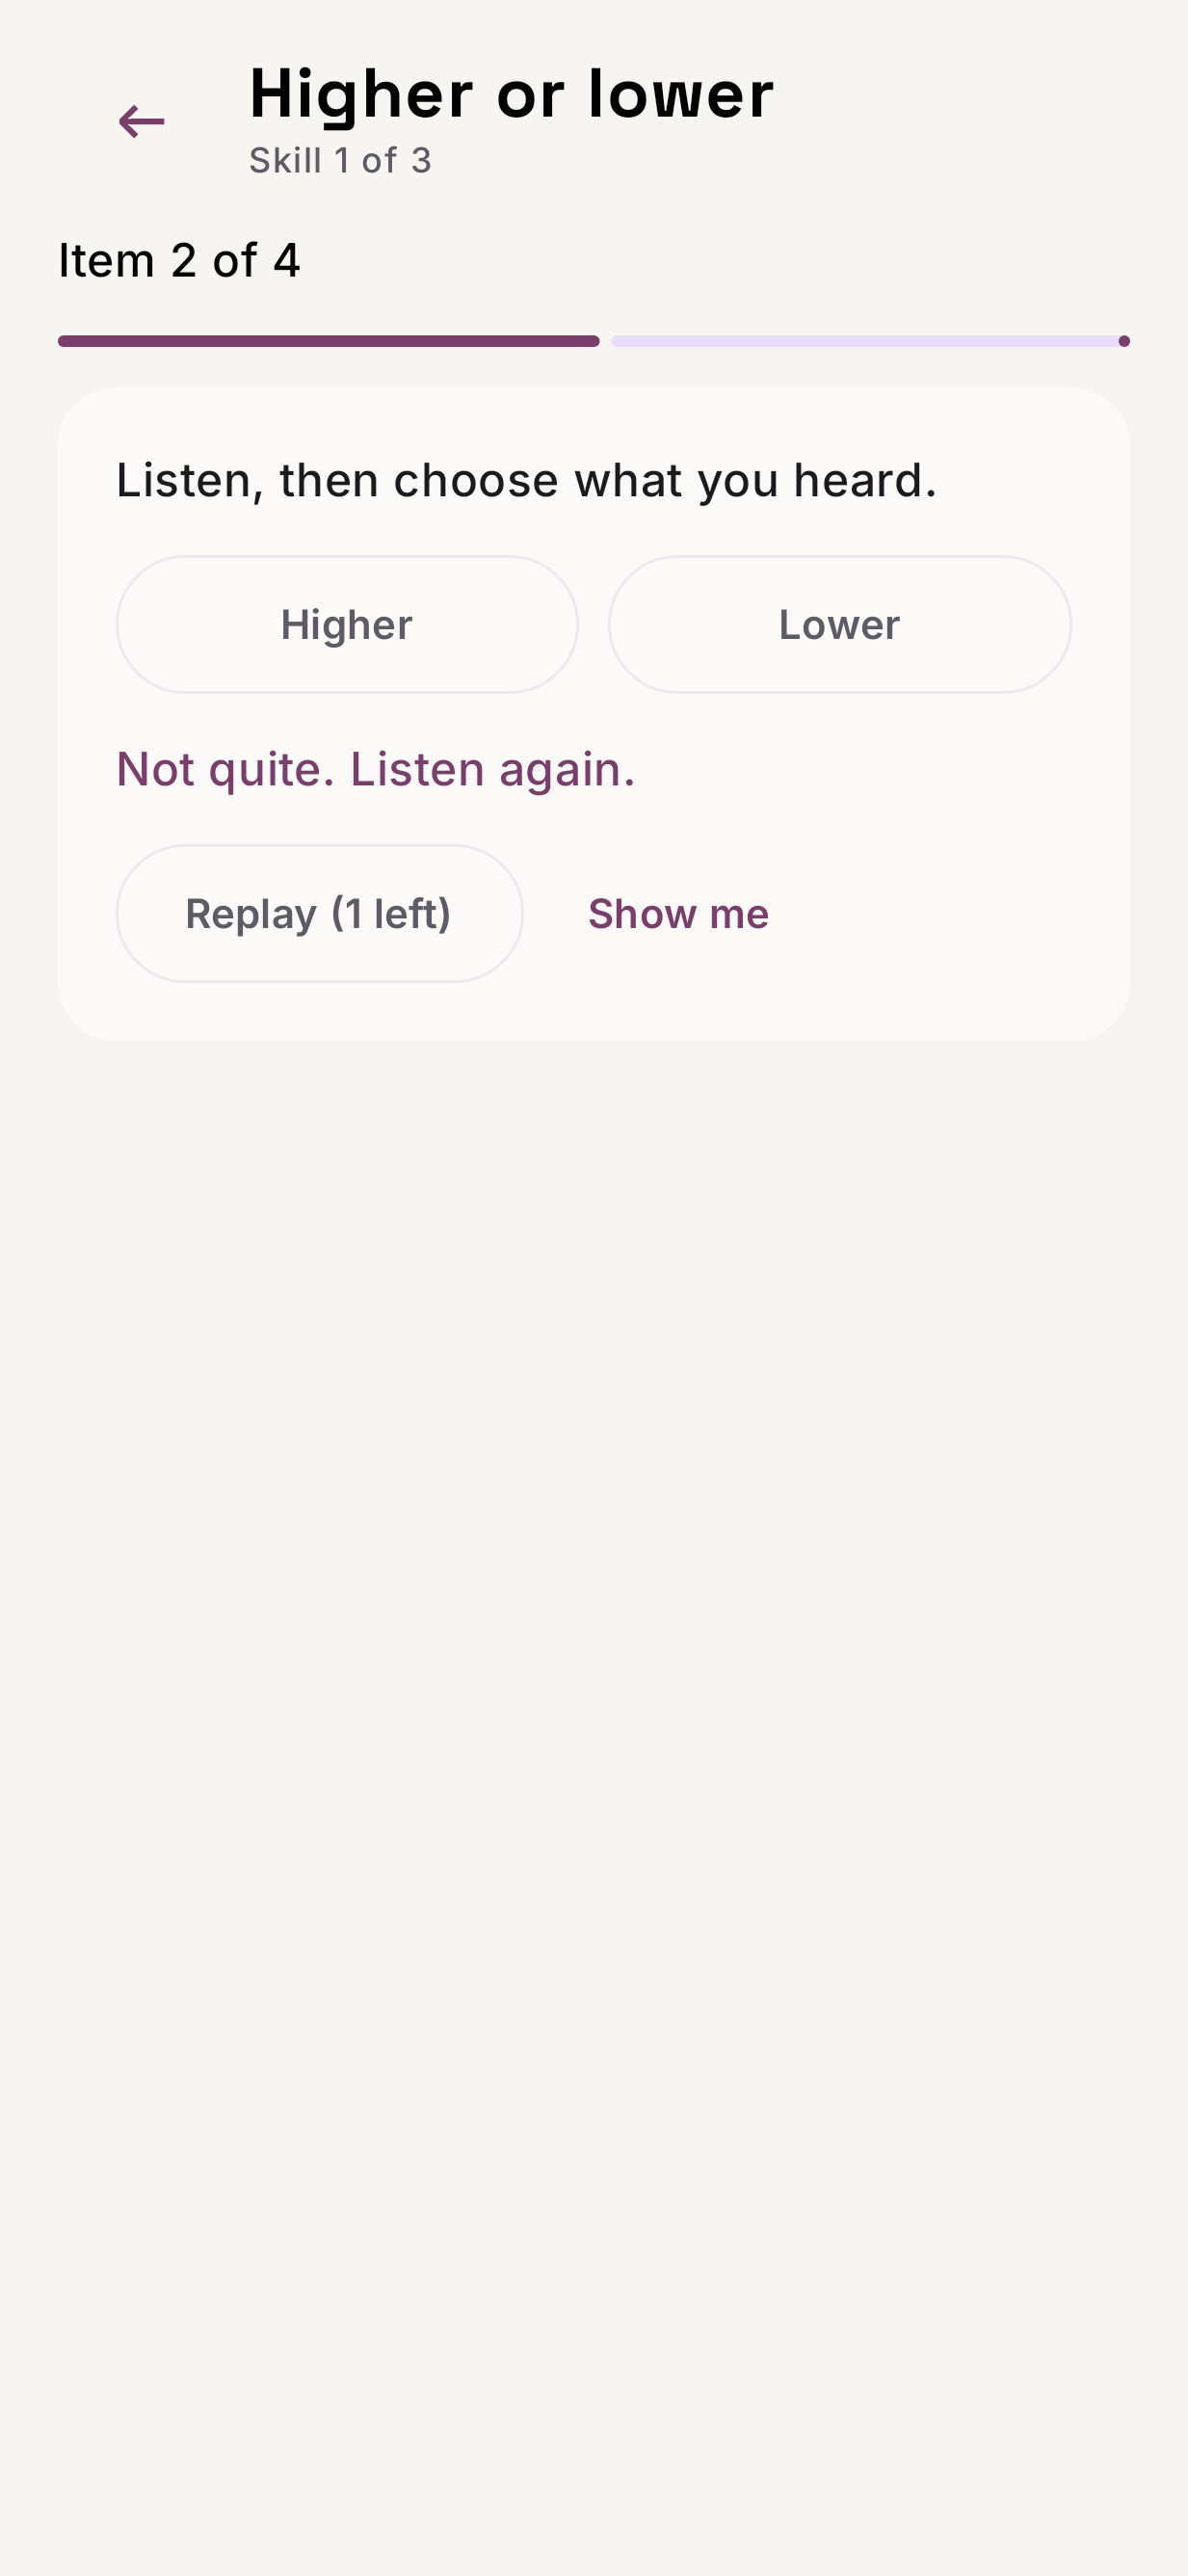 Higher or lower
Skill 1 of 3
Item 2 of 4
Listen, then choose what you heard.
Higher
Lower
Not quite. Listen again.
Replay (1 left)
Show me